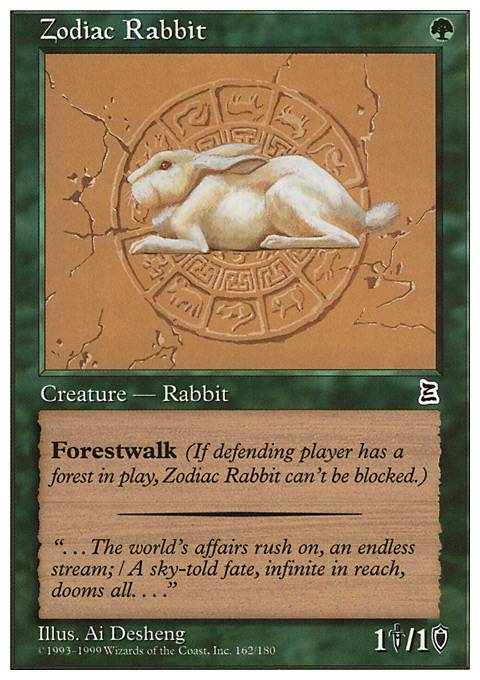 Zodiac Rabbit
Creature — Rabbit
Forestwalk (If defending player has a
forest in play, Zodiac Rabbit can't be blocked.)
“. . . The world's affairs rush on, an endless
stream; / A sky-told fate, infinite in reach,
dooms all. . . .”
Illus. Ai Desheng
©1993–1999 Wizards of the Coast, Inc. 162/180
1/1